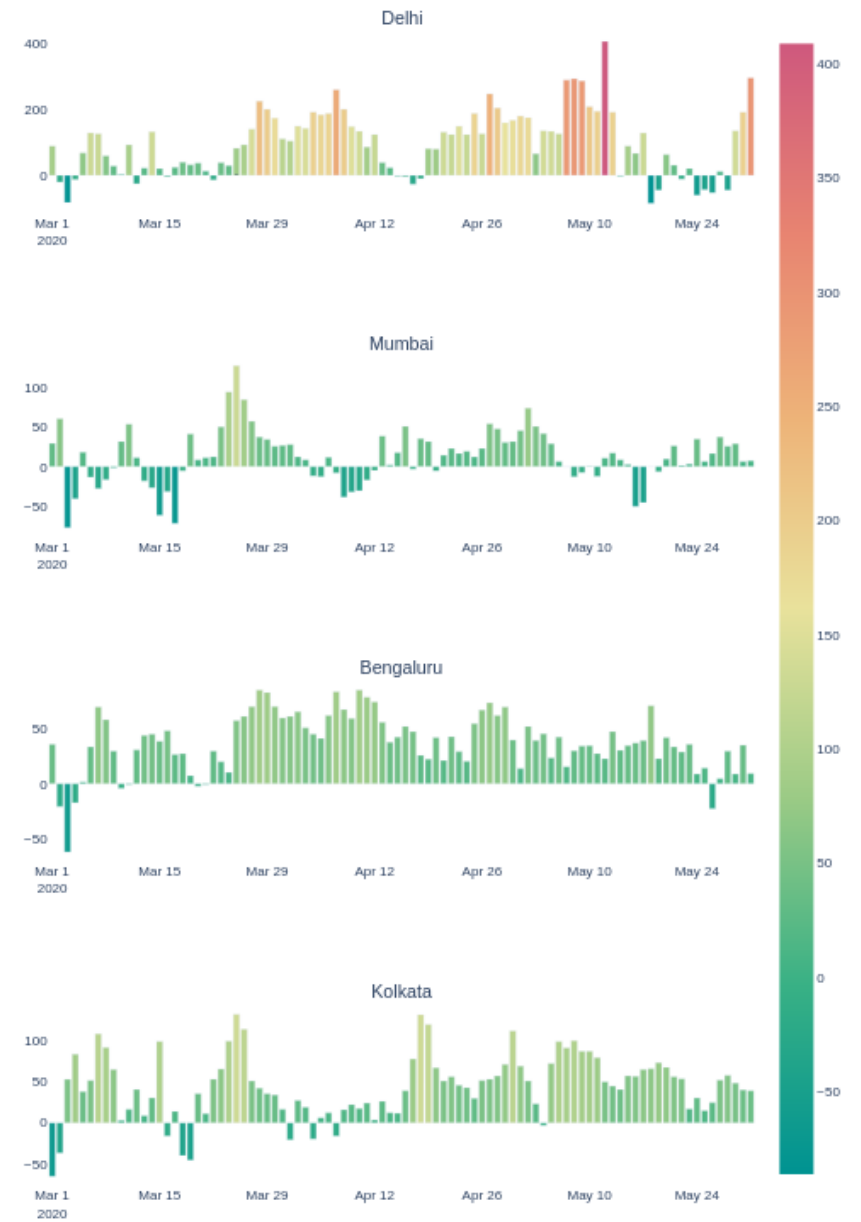 Delhi
400
200
0
Mar 1
2020
Mar 15
Mar 29
Apr 12
Apr 26
May 10
May 24
Mumbai
100
50
0
−50
Mar 1
2020
Mar 15
Mar 29
Apr 12
Apr 26
May 10
May 24
Bengaluru
50
0
−50
Mar 1
2020
Mar 15
Mar 29
Apr 12
Apr 26
May 10
May 24
Kolkata
100
50
0
−50
Mar 1
2020
Mar 15
Mar 29
Apr 12
Apr 26
May 10
May 24
400
350
300
250
200
150
100
50
0
−50